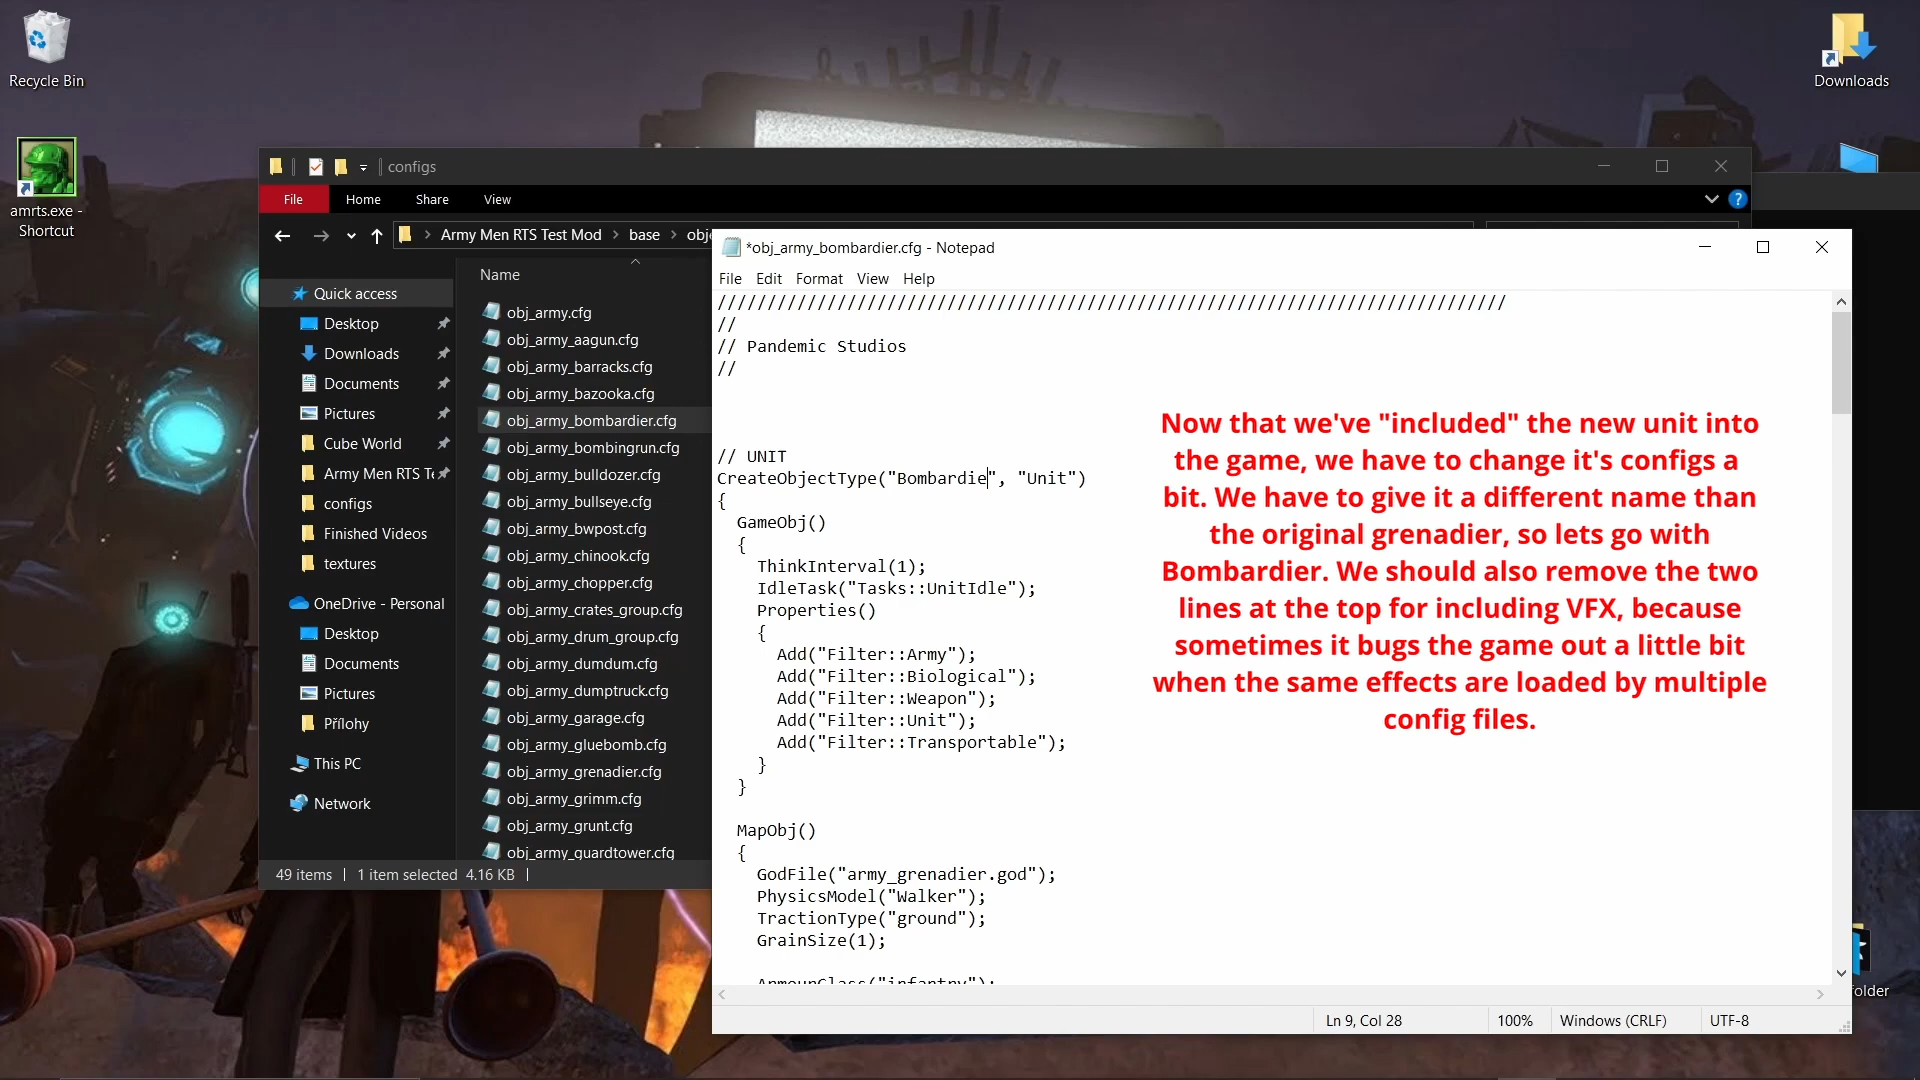 Recycle Bin
Downloads
amrts.exe -
Shortcut
configs
File Home Share View
Army Men RTS Test Mod > base >
Name
Quick access
Desktop
Downloads
Documents
Pictures
Cube World
Army Men RTS Te
configs
Finished Videos
textures
OneDrive - Personal
Desktop
Documents
Pictures
Přílohy
This PC
Network
obj_army.cfg
obj_army_aagun.cfg
obj_army_barracks.cfg
obj_army_bazooka.cfg
obj_army_bombardier.cfg
obj_army_bombingrun.cfg
obj_army_bulldozer.cfg
obj_army_bullseye.cfg
obj_army_bwpost.cfg
obj_army_chinook.cfg
obj_army_chopper.cfg
obj_army_crates_group.cfg
obj_army_drum_group.cfg
obj_army_dumdum.cfg
obj_army_dumptruck.cfg
obj_army_garage.cfg
obj_army_gluebomb.cfg
obj_army_grenadier.cfg
obj_army_grimm.cfg
obj_army_grunt.cfg
obj_army_guardtower.cfg
49 items | 1 item selected 4.16 KB |
*obj_army_bombardier.cfg - Notepad
File Edit Format View Help
///////////////////////////////////////////////////////////////////////////////
//
// Pandemic Studios
//
// UNIT
CreateObjectType("Bombardie", "Unit")
{
GameObj()
{
ThinkInterval(1);
IdleTask("Tasks::UnitIdle");
Properties()
{
Add("Filter::Army");
Add("Filter::Biological");
Add("Filter::Weapon");
Add("Filter::Unit");
Add("Filter::Transportable");
}
}
MapObj()
{
GodFile("army_grenadier.god");
PhysicsModel("Walker");
TractionType("ground");
GrainSize(1);
ArmourClass("infantry");
Now that we've "included" the new unit into
the game, we have to change it's configs a
bit. We have to give it a different name than
the original grenadier, so lets go with
Bombardier. We should also remove the two
lines at the top for including VFX, because
sometimes it bugs the game out a little bit
when the same effects are loaded by multiple
config files.
Ln 9, Col 28 100% Windows (CRLF) UTF-8